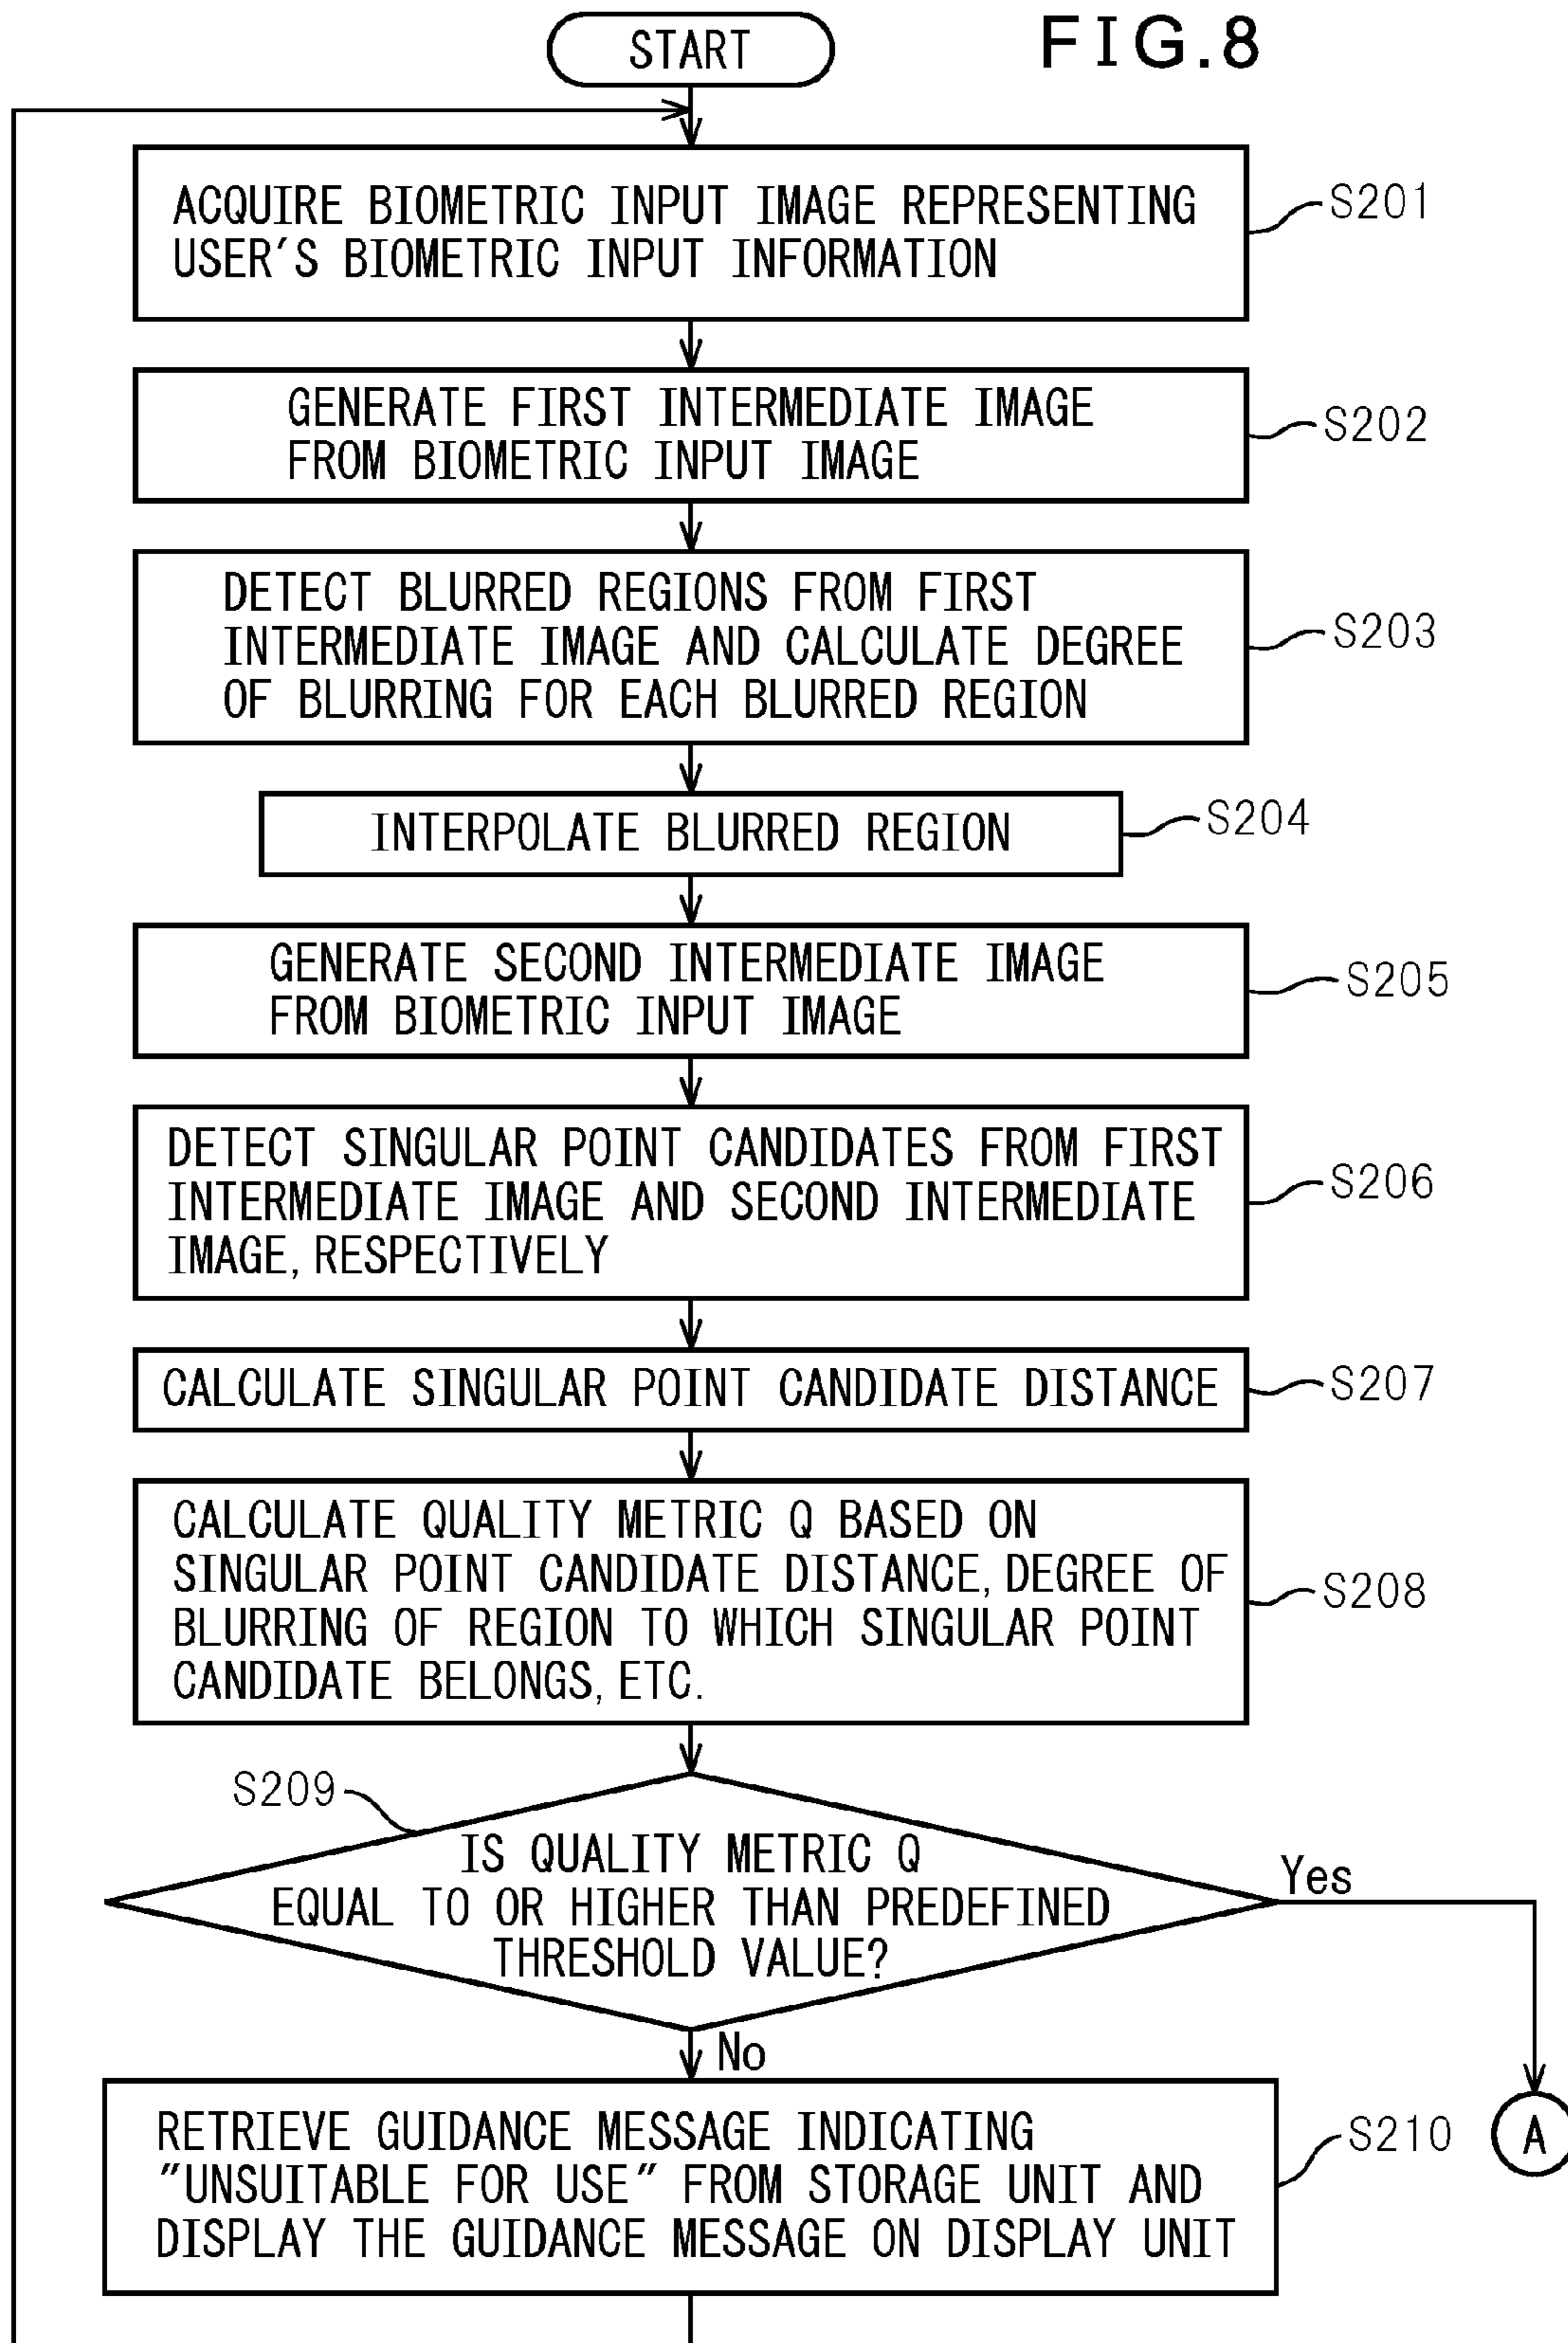 START
FIG.8
ACQUIRE BIOMETRIC INPUT IMAGE REPRESENTING
USER'S BIOMETRIC INPUT INFORMATION
S201
GENERATE FIRST INTERMEDIATE IMAGE
FROM BIOMETRIC INPUT IMAGE
S202
DETECT BLURRED REGIONS FROM FIRST
INTERMEDIATE IMAGE AND CALCULATE DEGREE
OF BLURRING FOR EACH BLURRED REGION
S203
INTERPOLATE BLURRED REGION
S204
GENERATE SECOND INTERMEDIATE IMAGE
FROM BIOMETRIC INPUT IMAGE
S205
DETECT SINGULAR POINT CANDIDATES FROM FIRST
INTERMEDIATE IMAGE AND SECOND INTERMEDIATE
IMAGE, RESPECTIVELY
S206
CALCULATE SINGULAR POINT CANDIDATE DISTANCE
S207
CALCULATE QUALITY METRIC Q BASED ON
SINGULAR POINT CANDIDATE DISTANCE, DEGREE OF
BLURRING OF REGION TO WHICH SINGULAR POINT
CANDIDATE BELONGS, ETC.
S208
S209
IS QUALITY METRIC Q
EQUAL TO OR HIGHER THAN PREDEFINED
THRESHOLD VALUE?
Yes
No
RETRIEVE GUIDANCE MESSAGE INDICATING
"UNSUITABLE FOR USE" FROM STORAGE UNIT AND
DISPLAY THE GUIDANCE MESSAGE ON DISPLAY UNIT
S210
A